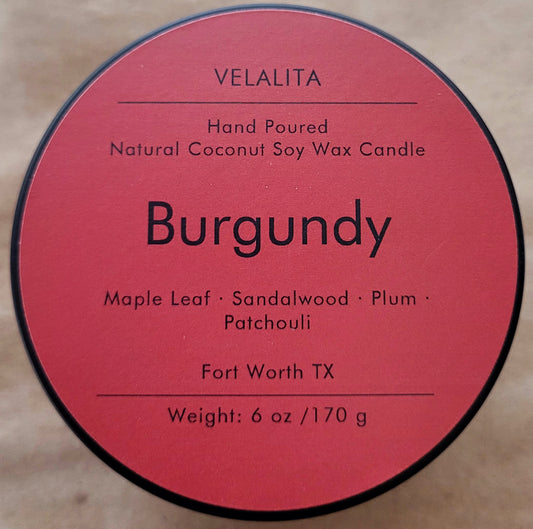 VELALITA
Hand Poured
Natural Coconut Soy Wax Candle
Burgundy
Maple Leaf · Sandalwood · Plum ·
Patchouli
Fort Worth TX
Weight: 6 oz /170 g